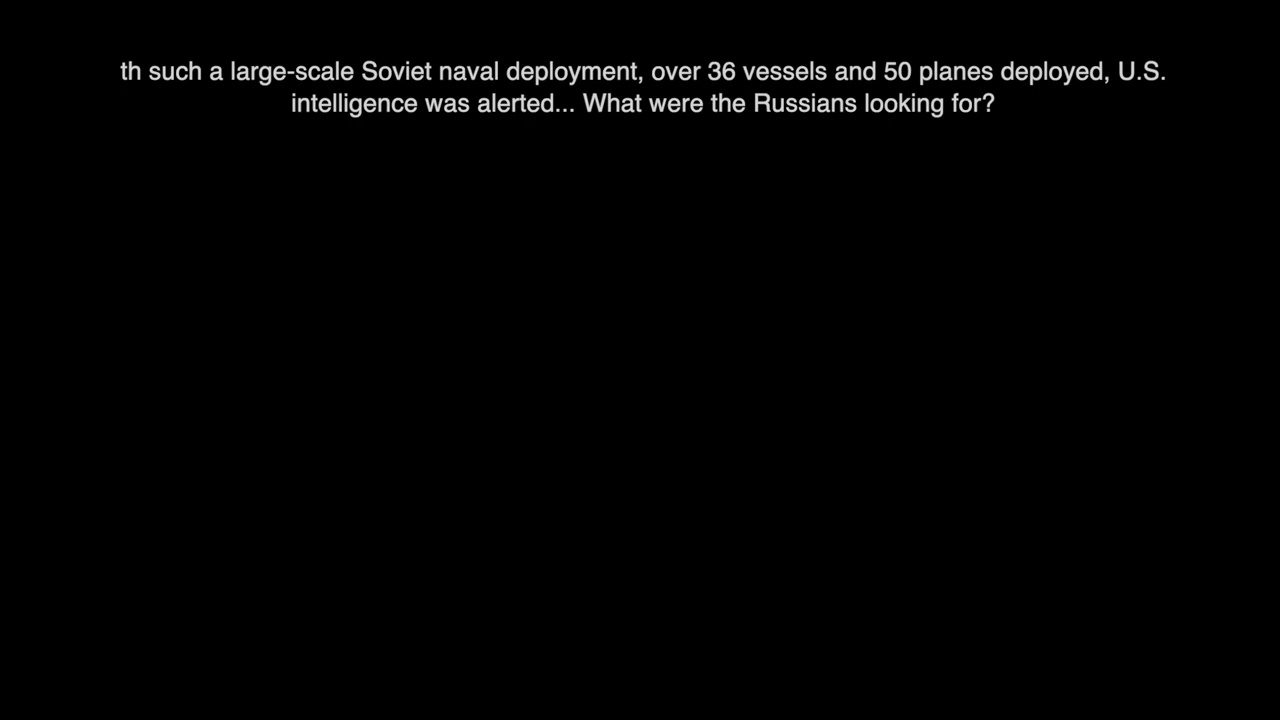 th such a large-scale Soviet naval deployment, over 36 vessels and 50 planes deployed, U.S.
intelligence was alerted... What were the Russians looking for?